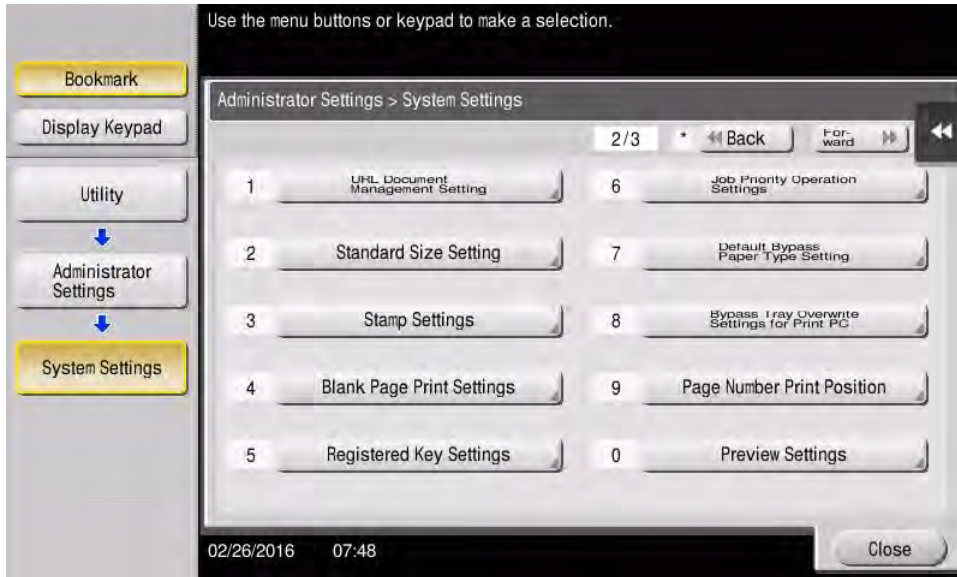 Use the menu buttons or keypad to make a selection.
Bookmark
Display Keypad
Utility
Administrator
Settings
System Settings
Administrator Settings > System Settings
2/3 * Back For-
ward
1 URL Document
Management Setting
6 Job Priority Operation
Settings
2 Standard Size Setting
7 Default Bypass
Paper Type Setting
3 Stamp Settings
8 Bypass Tray Overwrite
Settings for Print PC
4 Blank Page Print Settings
9 Page Number Print Position
5 Registered Key Settings
0 Preview Settings
02/26/2016 07:48
Close